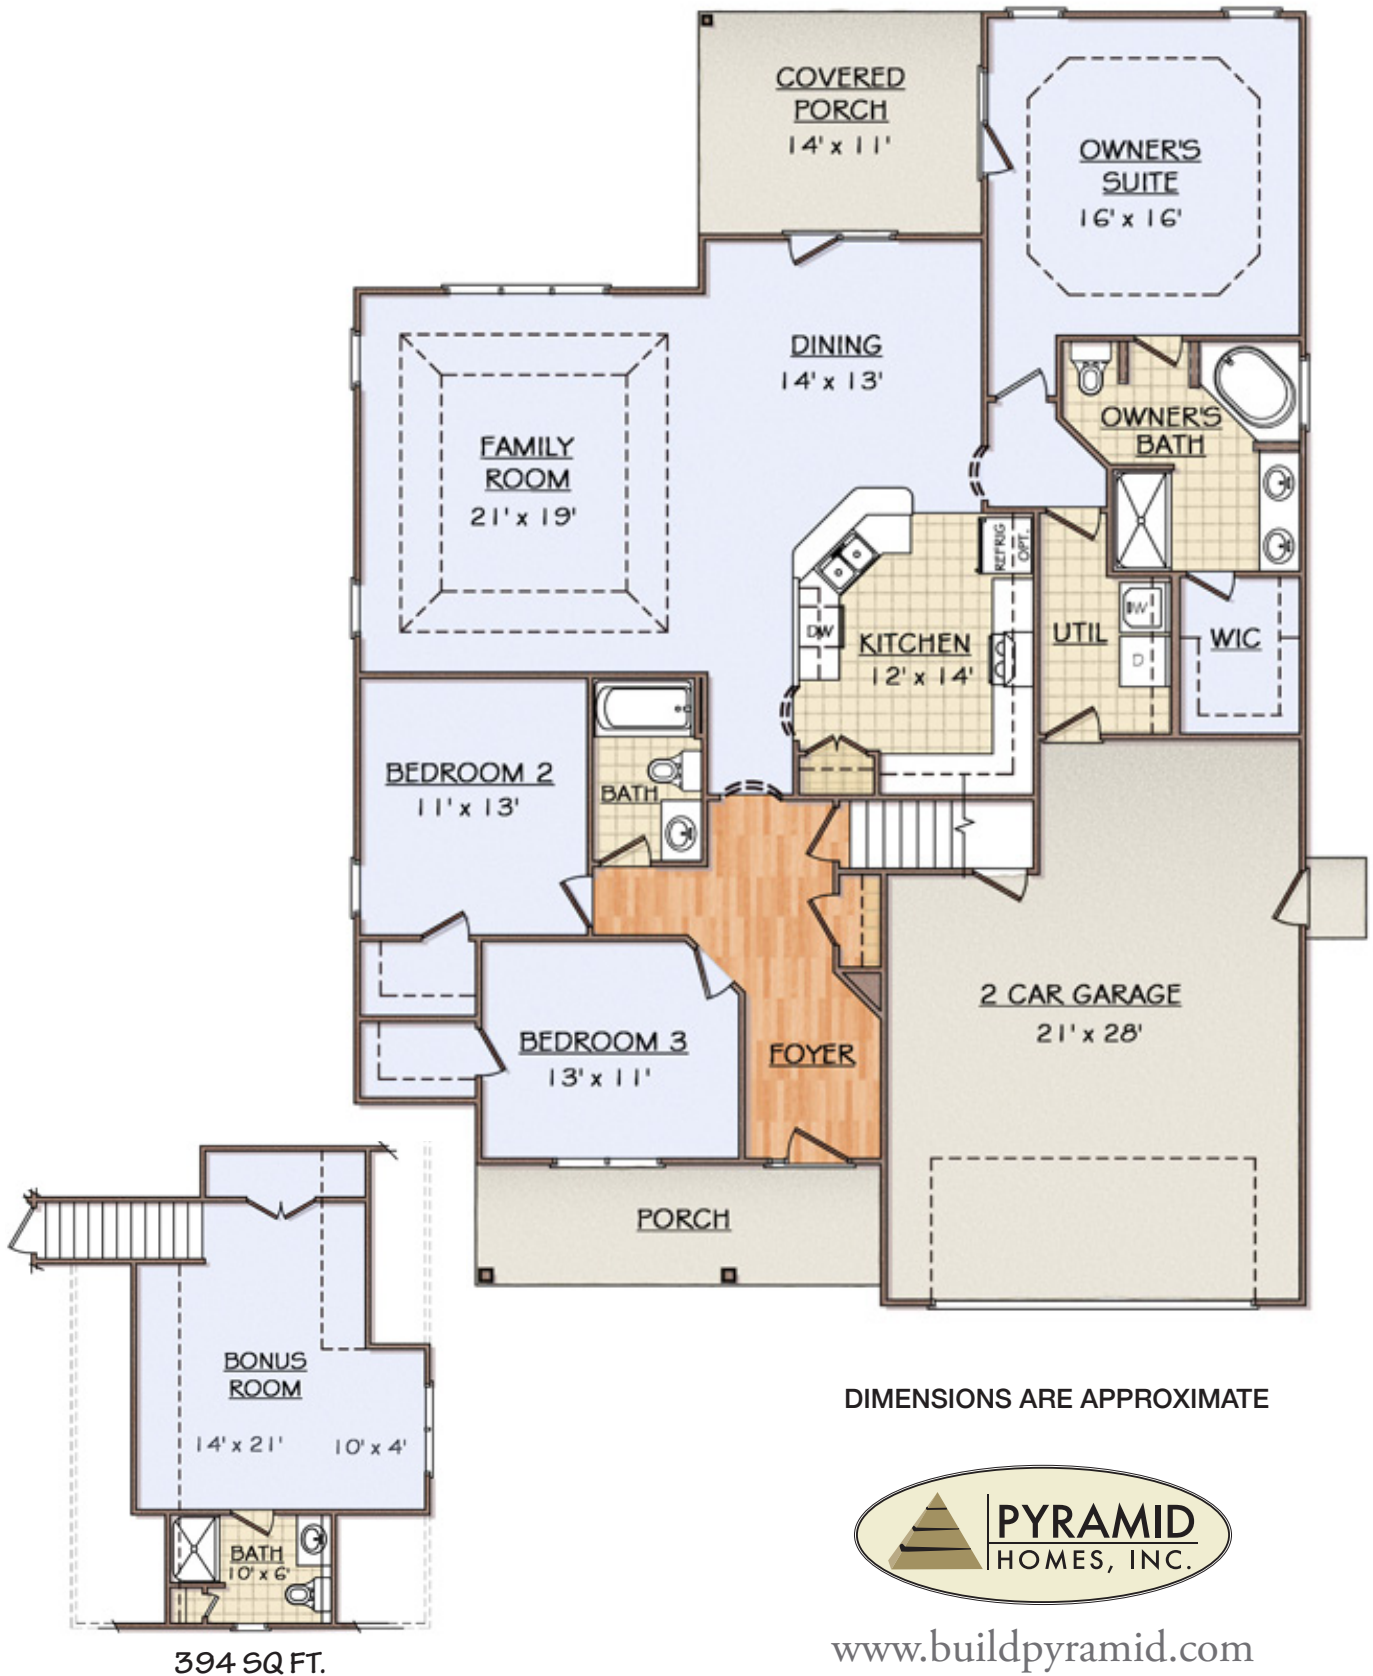 COVERED
PORCH
14' x 11'
OWNER'S
SUITE
16' x 16'
DINING
14' x 13'
FAMILY
ROOM
21' x 19'
OWNER'S
BATH
REFRIG
OPT.
DW
KITCHEN
12' x 14'
UTIL
W
D
WIC
BEDROOM 2
11' x 13'
BATH
BEDROOM 3
13' x 11'
FOYER
2 CAR GARAGE
21' x 28'
PORCH
BONUS
ROOM
14' x 21'
10' x 4'
BATH
10' x 6'
394 SQ FT.
DIMENSIONS ARE APPROXIMATE
PYRAMID
HOMES, INC.
www.buildpyramid.com